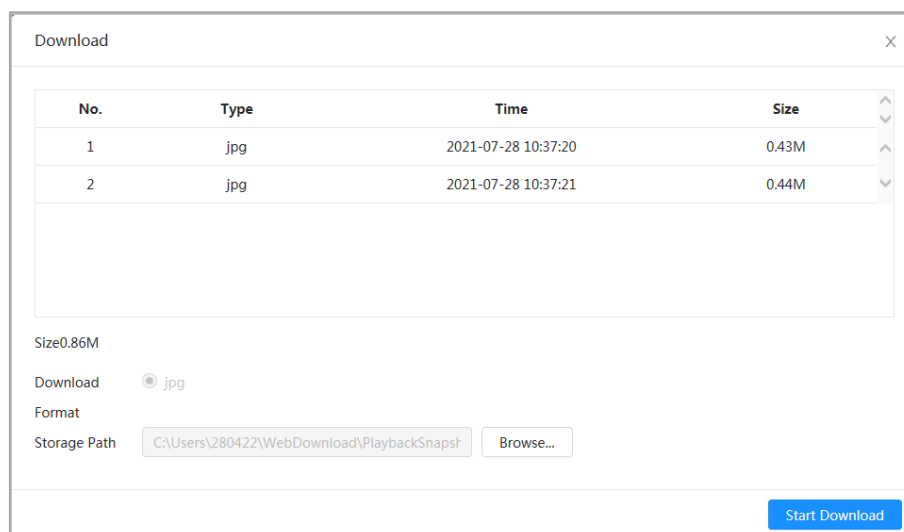 Download
No. Type Time Size
1 jpg 2021-07-28 10:37:20 0.43M
2 jpg 2021-07-28 10:37:21 0.44M
Size0.86M
Download jpg
Format
Storage Path C:\Users\280422\WebDownload\PlaybackSnapsh Browse...
Start Download